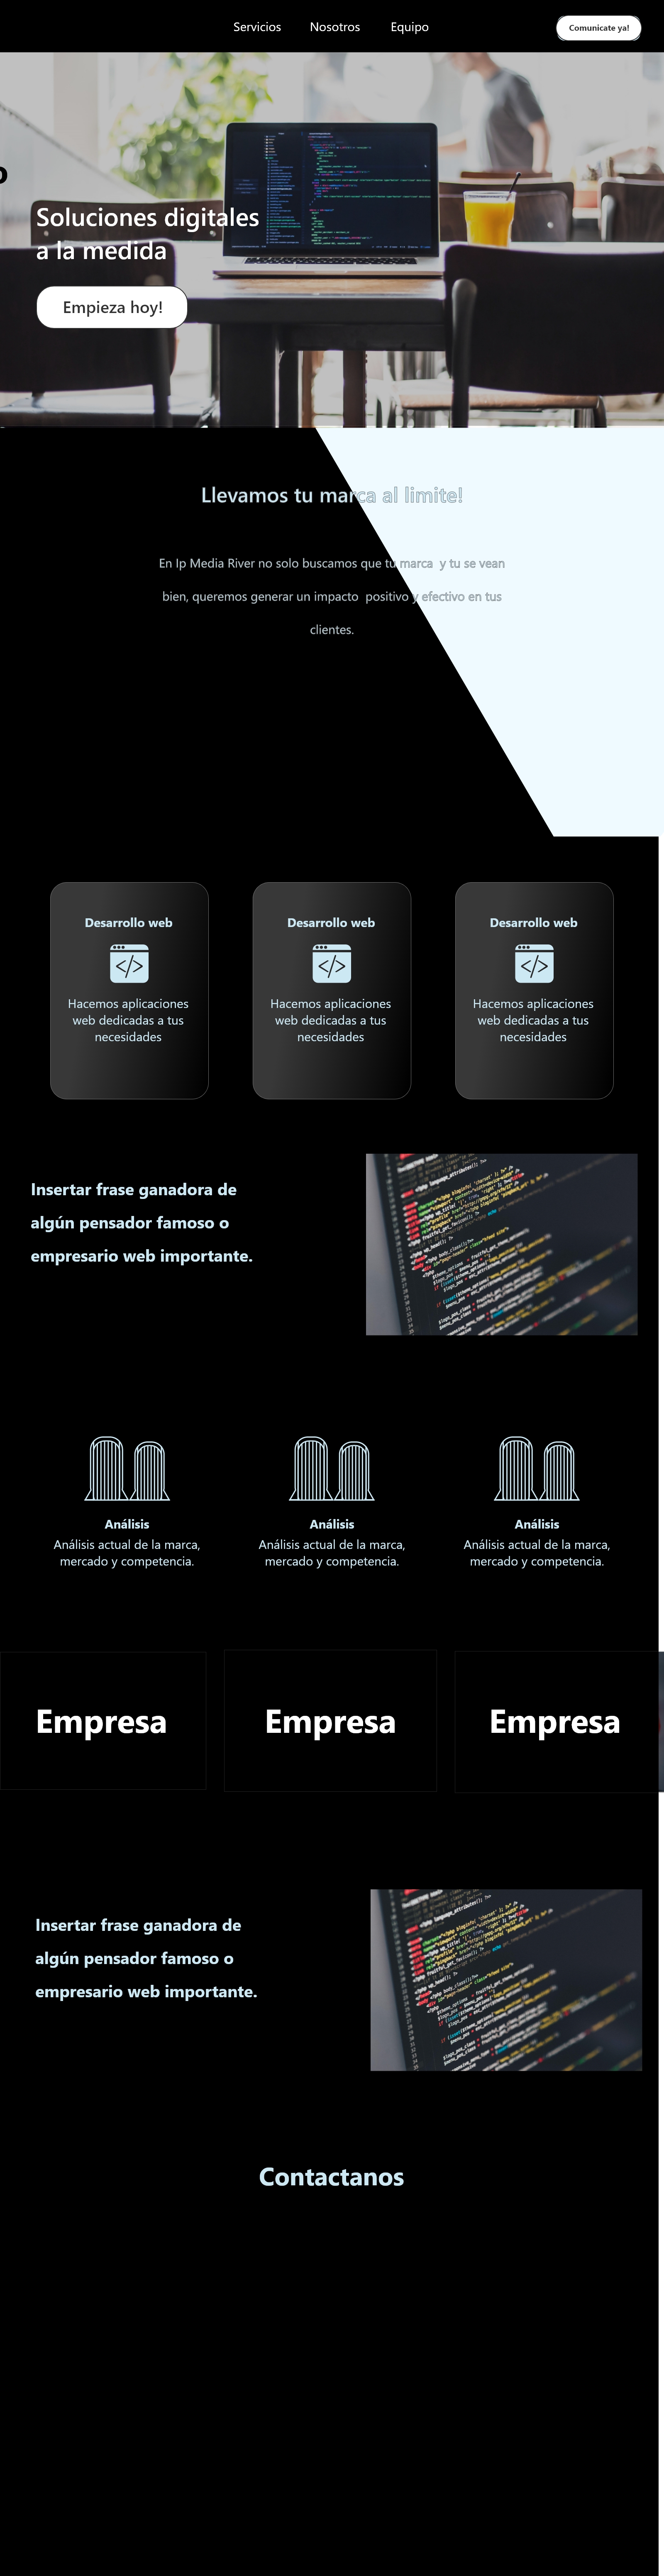 Servicios
Nosotros
Equipo
Comunicate ya!
o
Soluciones digitales
a la medida
Empieza hoy!
Llevamos tu marca al limite!
En Ip Media River no solo buscamos que tu marca y tu se vean
bien, queremos generar un impacto positivo y efectivo en tus
clientes.
Desarrollo web
Hacemos aplicaciones
web dedicadas a tus
necesidades
Desarrollo web
Hacemos aplicaciones
web dedicadas a tus
necesidades
Desarrollo web
Hacemos aplicaciones
web dedicadas a tus
necesidades
Insertar frase ganadora de
algún pensador famoso o
empresario web importante.
Análisis
Análisis actual de la marca,
mercado y competencia.
Análisis
Análisis actual de la marca,
mercado y competencia.
Análisis
Análisis actual de la marca,
mercado y competencia.
Empresa
Empresa
Empresa
Insertar frase ganadora de
algún pensador famoso o
empresario web importante.
Contactanos